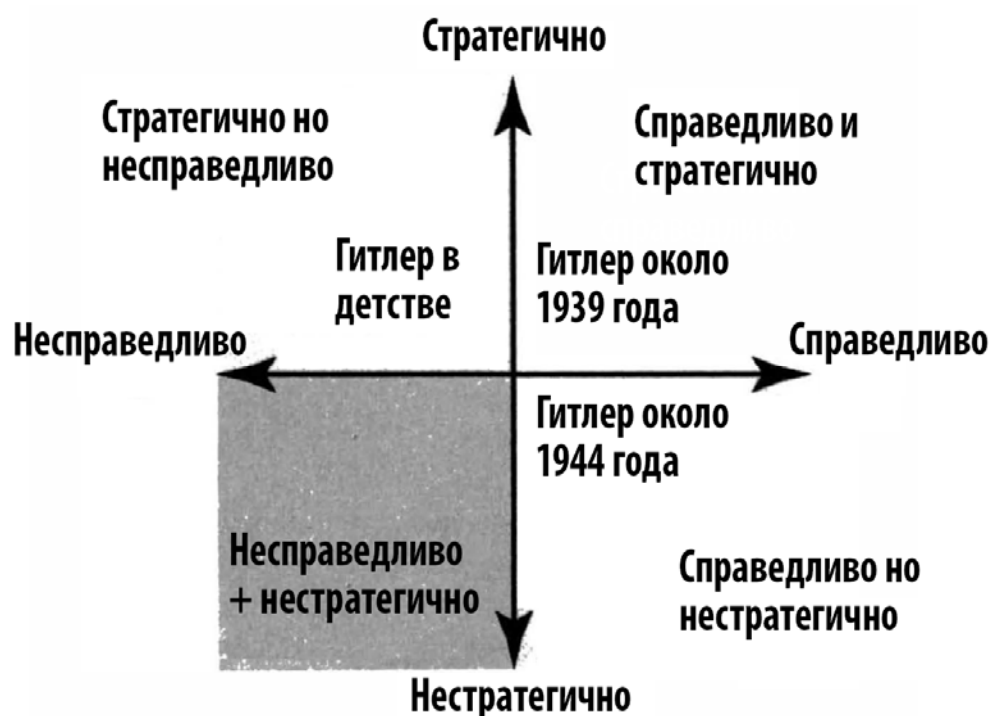 Стратегично
Стратегично но
несправедливо
Справедливо и
стратегично
Гитлер в
детстве
Гитлер около
1939 года
Несправедливо
Справедливо
Гитлер около
1944 года
Несправедливо
+ нестратегично
Справедливо но
нестратегично
Нестратегично